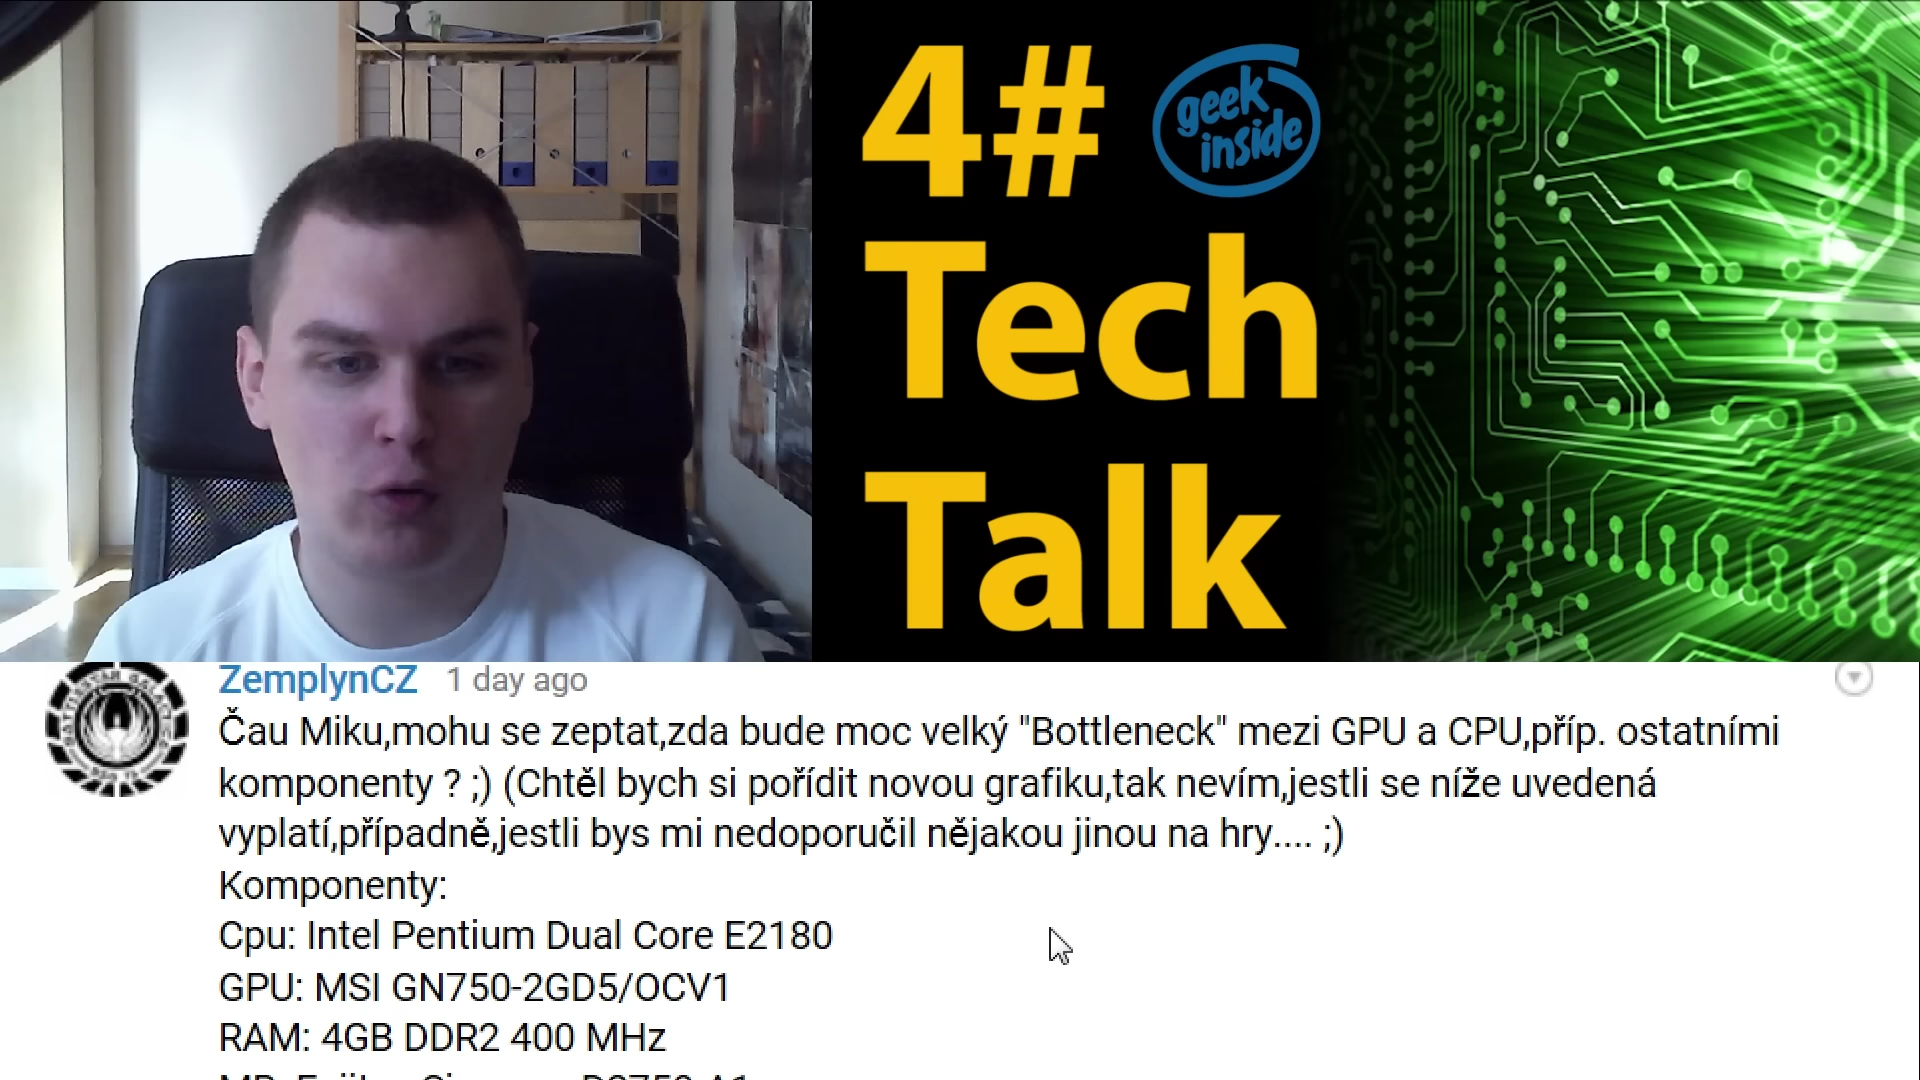 4#
geek
inside
Tech
Talk
ZemplynCZ 1 day ago
Čau Miku,mohu se zeptat,zda bude moc velký "Bottleneck" mezi GPU a CPU,příp. ostatními
komponenty ? ;) (Chtěl bych si pořídit novou grafiku,tak nevím,jestli se níže uvedená
vyplatí,případně,jestli bys mi nedoporučil nějakou jinou na hry.... ;)
Komponenty:
Cpu: Intel Pentium Dual Core E2180
GPU: MSI GN750-2GD5/OCV1
RAM: 4GB DDR2 400 MHz